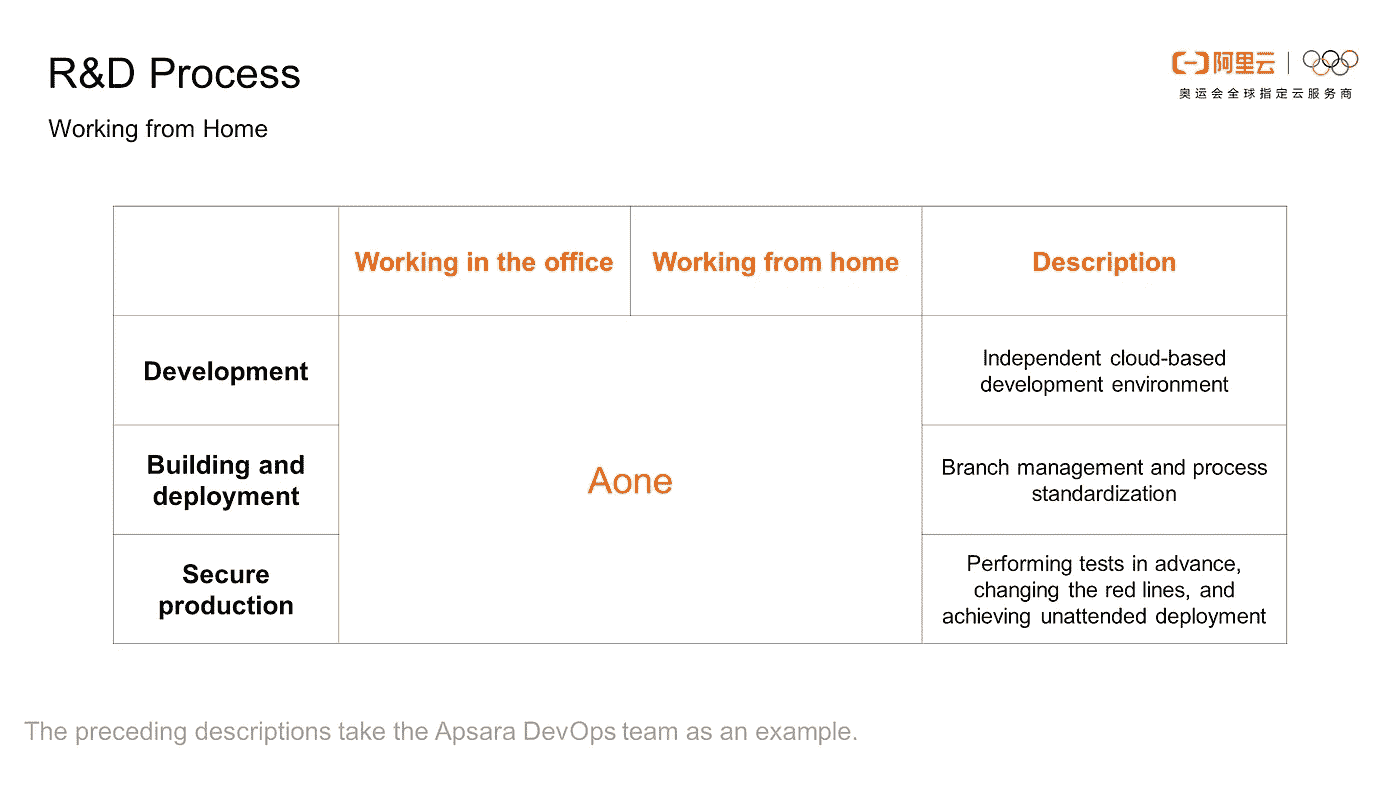 R&D Process
阿里云
奥运会全球指定云服务商
Working from Home
Working in the office
Working from home
Description
Development
Independent cloud-based
development environment
Aone
Building and
deployment
Branch management and process
standardization
Secure
production
Performing tests in advance,
changing the red lines, and
achieving unattended deployment
The preceding descriptions take the Apsara DevOps team as an example.